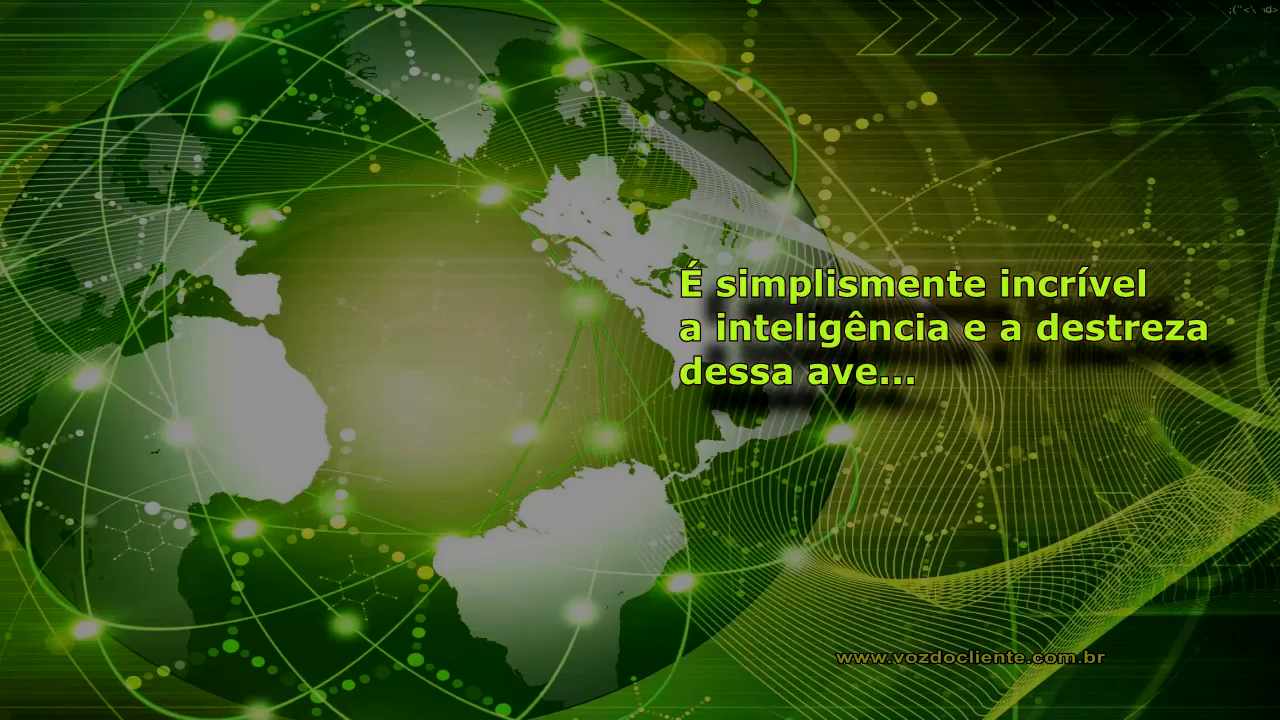 É simplismente incrível
a inteligência e a destreza
dessa ave...
www.vozdocliente.com.br